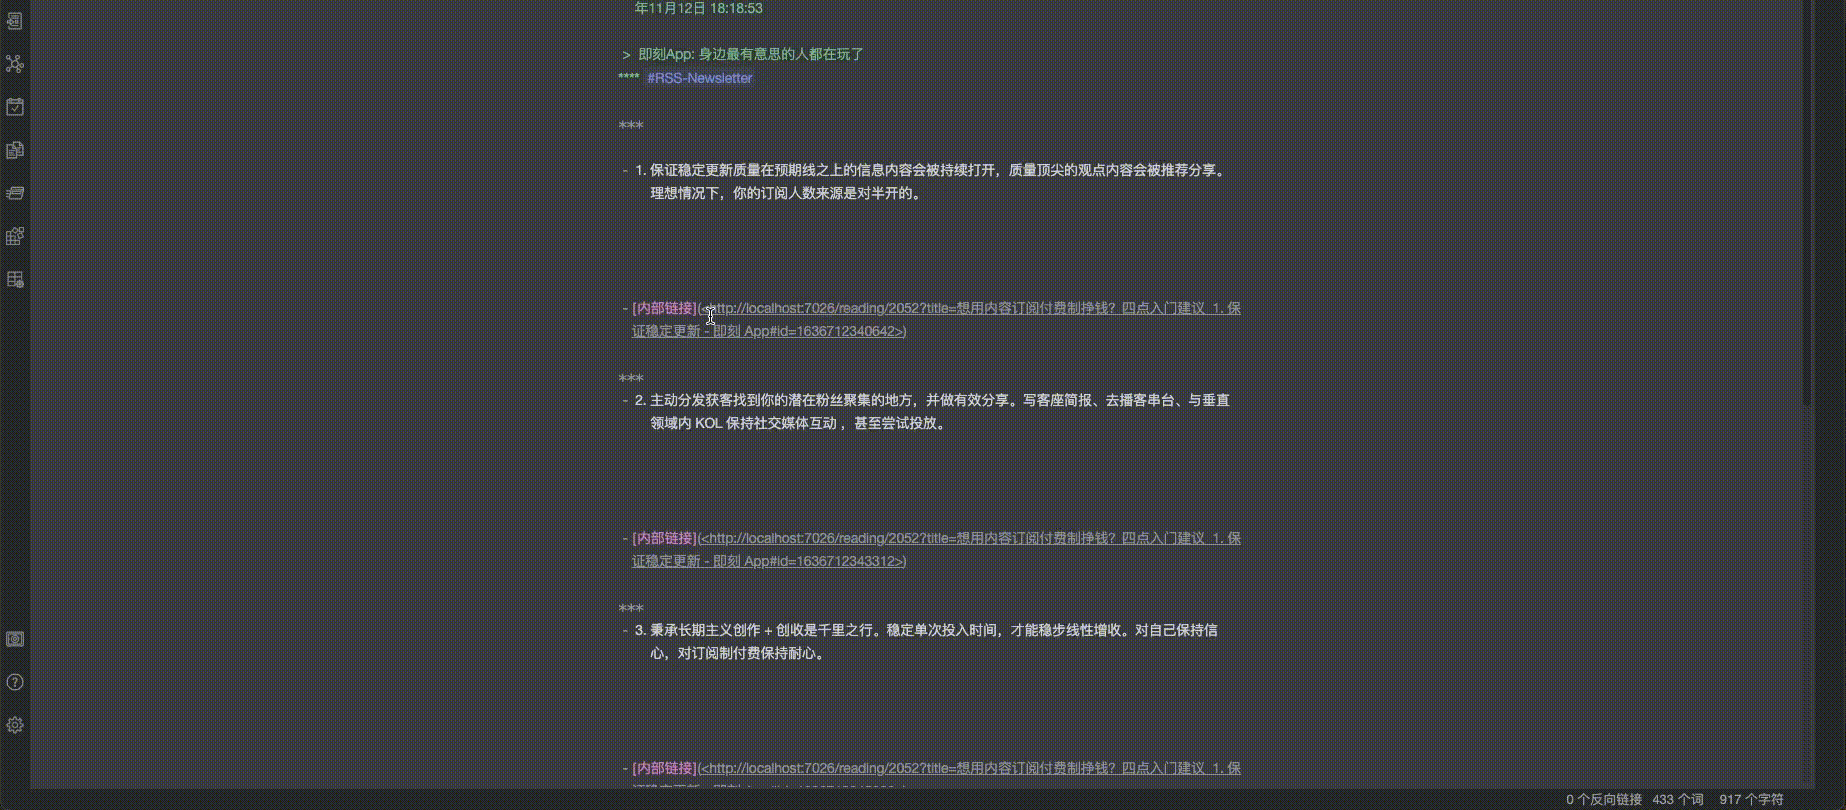 年11月12日 18:18:53
> 即刻App: 身边最有意思的人都在玩了
**** #RSS-Newsletter
***
- 1. 保证稳定更新质量在预期线之上的信息内容会被持续打开，质量顶尖的观点内容会被推荐分享。
理想情况下，你的订阅人数来源是对半开的。
- [内部链接](<http://localhost:7026/reading/2052?title=想用内容订阅付费制挣钱？四点入门建议_1. 保
证稳定更新 - 即刻 App#id=1636712340642>)
***
- 2. 主动分发获客找到你的潜在粉丝聚集的地方，并做有效分享。写客座简报、去播客串台、与垂直
领域内 KOL 保持社交媒体互动 ，甚至尝试投放。
- [内部链接](<http://localhost:7026/reading/2052?title=想用内容订阅付费制挣钱？四点入门建议_1. 保
证稳定更新 - 即刻 App#id=1636712343312>)
***
- 3. 秉承长期主义创作 + 创收是千里之行。稳定单次投入时间，才能稳步线性增收。对自己保持信
心，对订阅制付费保持耐心。
- [内部链接](<http://localhost:7026/reading/2052?title=想用内容订阅付费制挣钱？四点入门建议_1. 保
0 个反向链接 433 个词 917 个字符